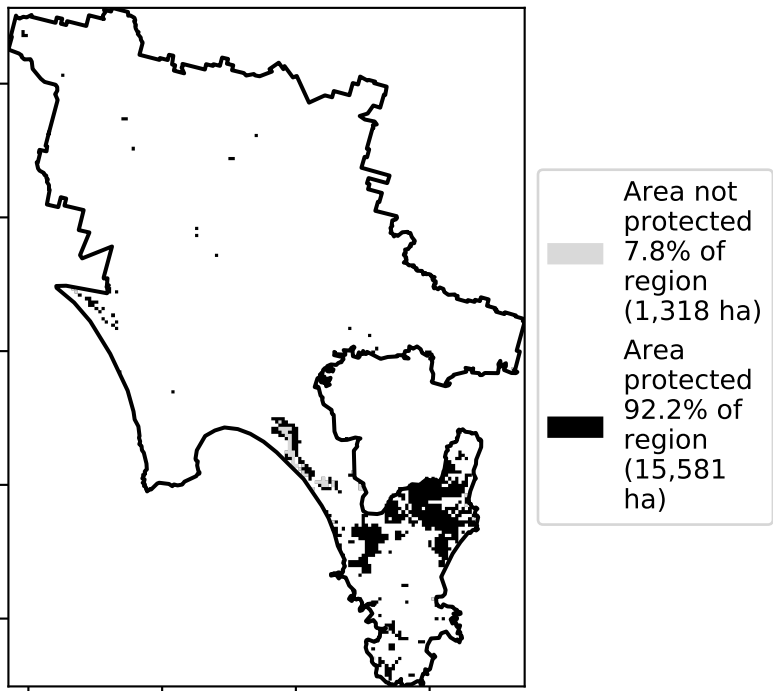 Area not
protected
7.8% of
region
(1,318 ha)
Area
protected
92.2% of
region
(15,581
ha)